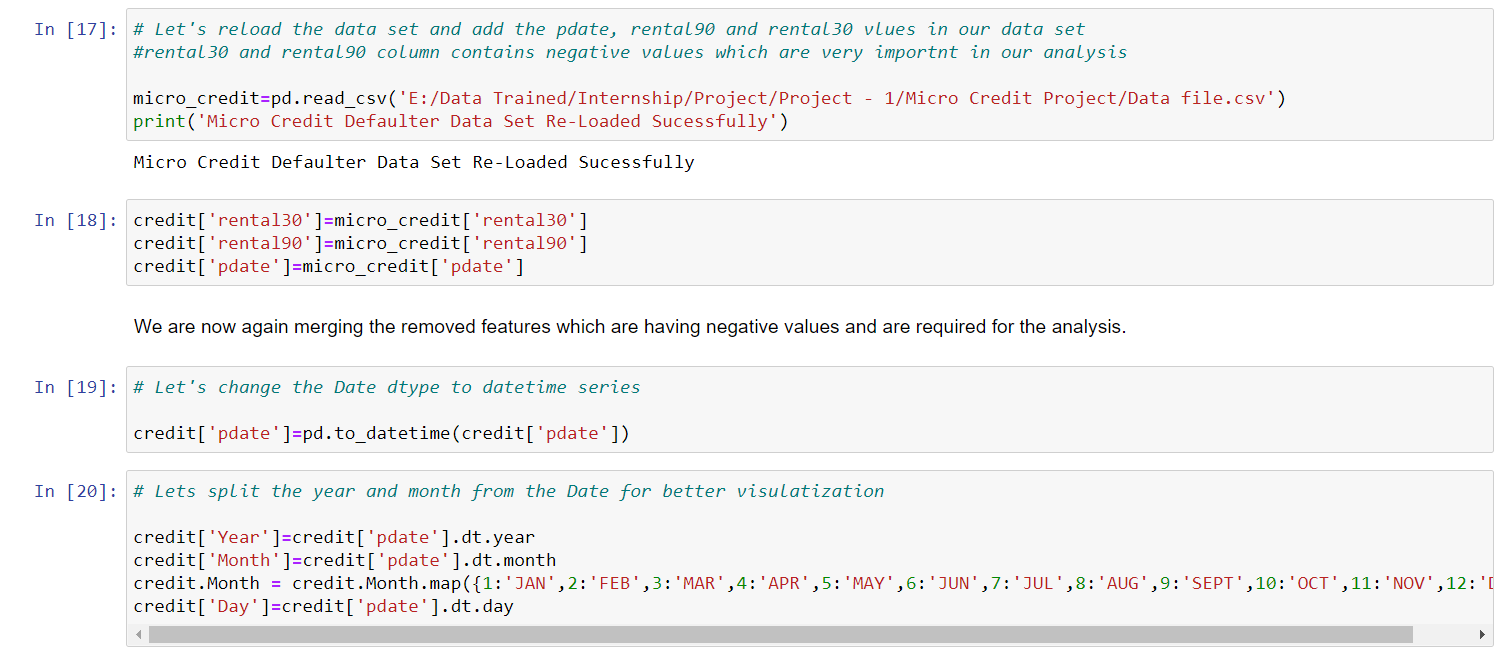 In [17]: # Let's reload the data set and add the pdate, rental90 and rental30 vlues in our data set
#rental30 and rental90 column contains negative values which are very importnt in our analysis
micro_credit=pd.read_csv('E:/Data Trained/Internship/Project/Project - 1/Micro Credit Project/Data file.csv')
print('Micro Credit Defaulter Data Set Re-Loaded Sucessfully')
Micro Credit Defaulter Data Set Re-Loaded Sucessfully
In [18]: credit['rental30']=micro_credit['rental30']
credit['rental90']=micro_credit['rental90']
credit['pdate']=micro_credit['pdate']
We are now again merging the removed features which are having negative values and are required for the analysis.
In [19]: # Let's change the Date dtype to datetime series
credit['pdate']=pd.to_datetime(credit['pdate'])
In [20]: # Lets split the year and month from the Date for better visulatization
credit['Year']=credit['pdate'].dt.year
credit['Month']=credit['pdate'].dt.month
credit.Month = credit.Month.map({1:'JAN',2:'FEB',3:'MAR',4:'APR',5:'MAY',6:'JUN',7:'JUL',8:'AUG',9:'SEPT',10:'OCT',11:'NOV',12:'
credit['Day']=credit['pdate'].dt.day